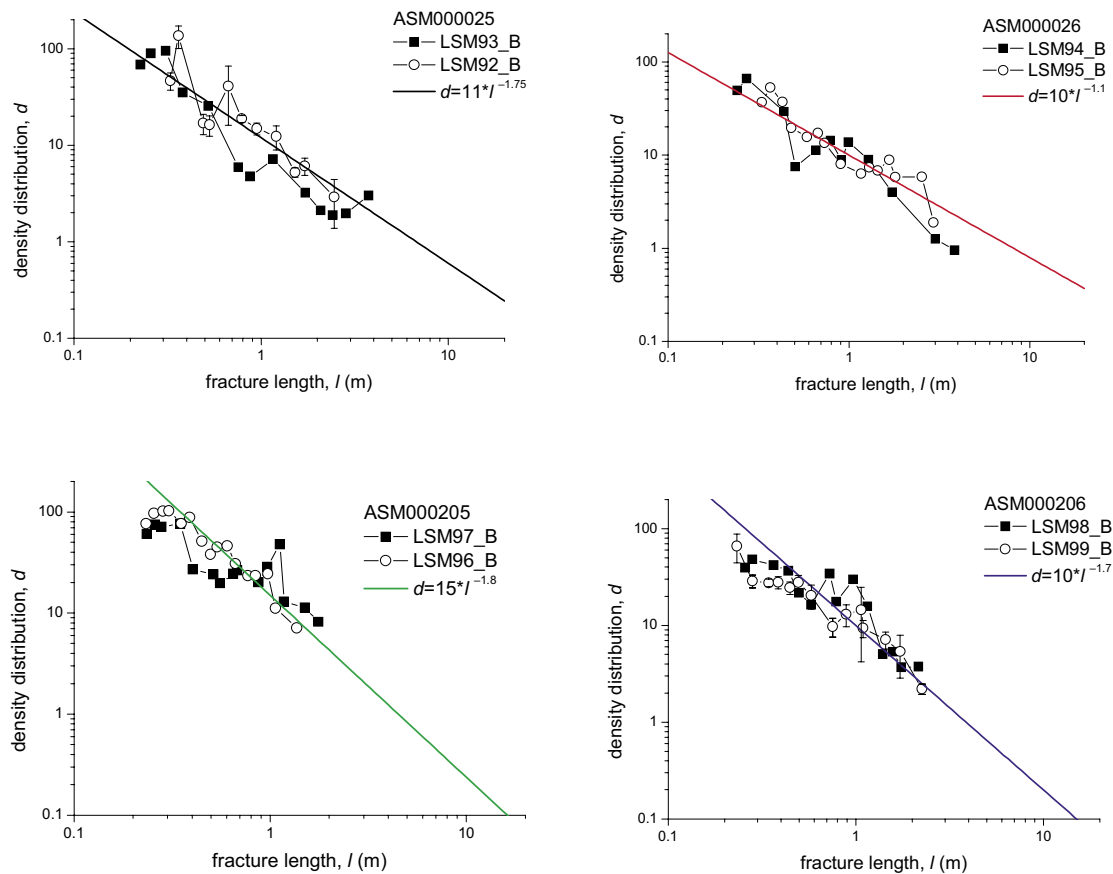 ASM000025
LSM93_B
LSM92_B
d=11*l^-1.75
100
10
1
0.1
0.1 1 10
density distribution, d
fracture length, l (m)
ASM000026
LSM94_B
LSM95_B
d=10*l^-1.1
100
10
1
0.1
0.1 1 10
density distribution, d
fracture length, l (m)
ASM000205
LSM97_B
LSM96_B
d=15*l^-1.8
100
10
1
0.1
0.1 1 10
density distribution, d
fracture length, l (m)
ASM000206
LSM98_B
LSM99_B
d=10*l^-1.7
100
10
1
0.1
0.1 1 10
density distribution, d
fracture length, l (m)